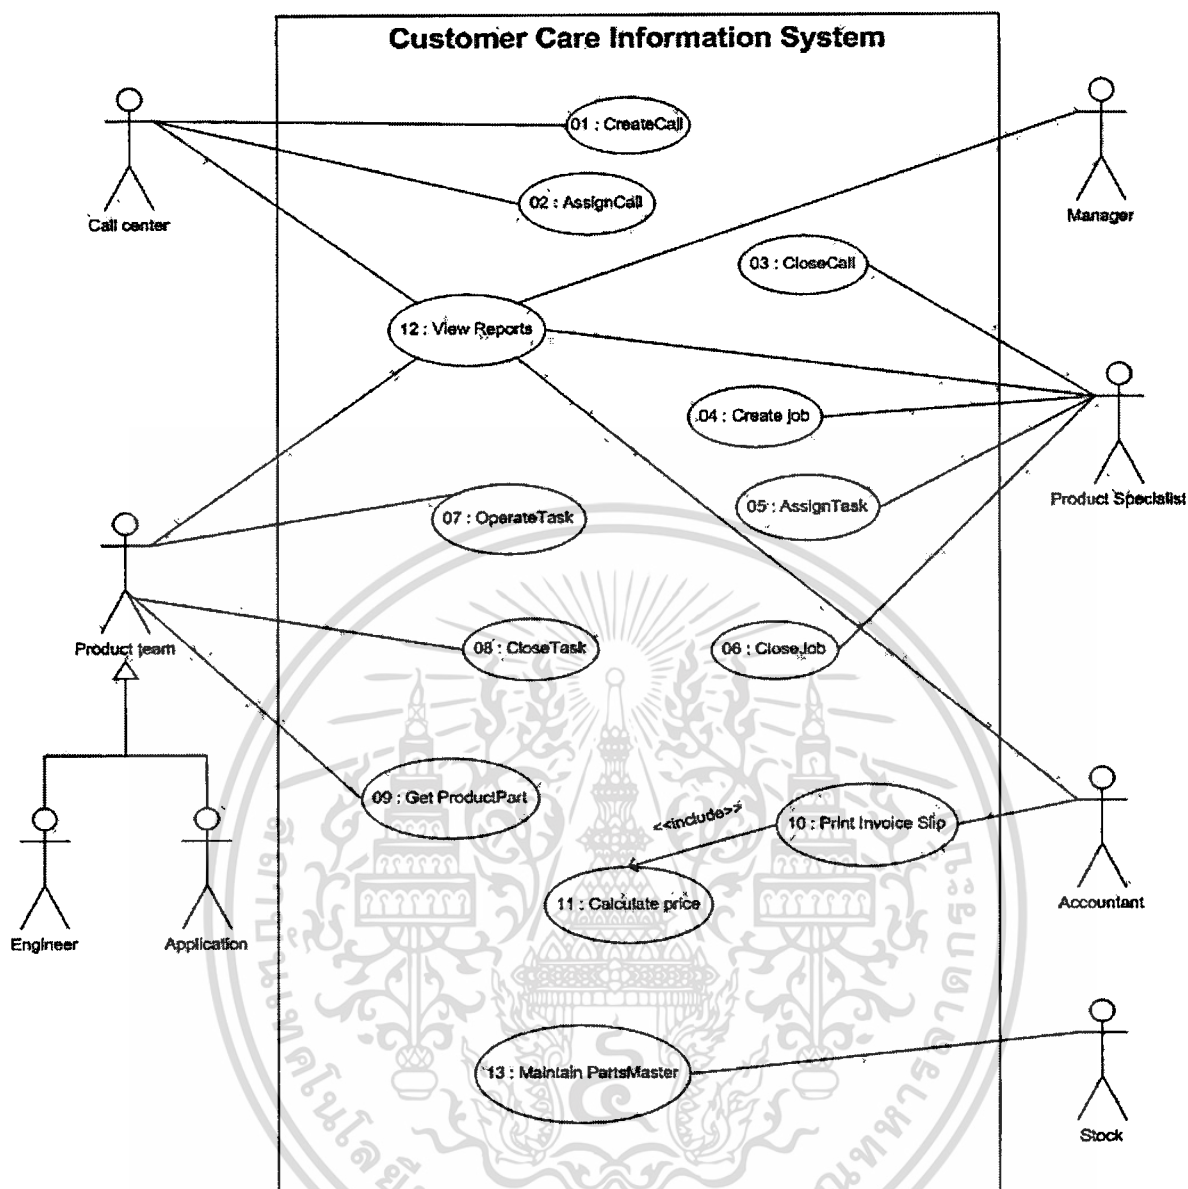 Customer Care Information System
01 : CreateCall
Call center
02 : AssignCall
Manager
03 : CloseCall
12 : View Reports
04 : Create job
Product Specialist
05 : AssignTask
07 : OperateTask
Product team
08 : CloseTask
06 : CloseJob
09 : Get ProductPart
<<include>>
10 : Print Invoice Slip
11 : Calculate price
Accountant
Engineer
Application
13 : Maintain PartsMaster
Stock